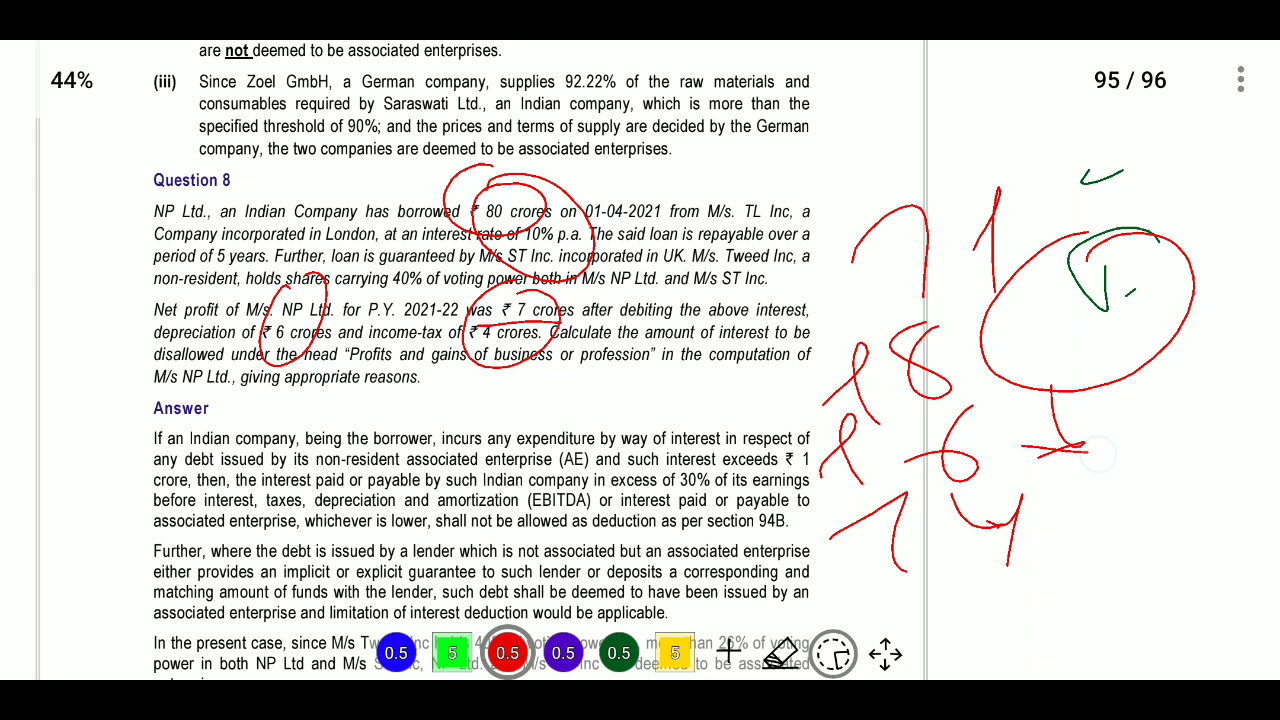 are not deemed to be associated enterprises.
44%
95 / 96
(iii) Since Zoel GmbH, a German company, supplies 92.22% of the raw materials and
consumables required by Saraswati Ltd., an Indian company, which is more than the
specified threshold of 90%; and the prices and terms of supply are decided by the German
company, the two companies are deemed to be associated enterprises.
Question 8
NP Ltd., an Indian Company has borrowed ₹ 80 crores on 01-04-2021 from M/s. TL Inc, a
Company incorporated in London, at an interest rate of 10% p.a. The said loan is repayable over a
period of 5 years. Further, loan is guaranteed by M/s ST Inc. incorporated in UK. M/s. Tweed Inc, a
non-resident, holds shares carrying 40% of voting power both in M/s NP Ltd. and M/s ST Inc.
Net profit of M/s. NP Ltd. for P.Y. 2021-22 was ₹ 7 crores after debiting the above interest,
depreciation of ₹ 6 crores and income-tax of ₹ 4 crores. Calculate the amount of interest to be
disallowed under the head “Profits and gains of business or profession” in the computation of
M/s NP Ltd., giving appropriate reasons.
8
6
Answer
If an Indian company, being the borrower, incurs any expenditure by way of interest in respect of
any debt issued by its non-resident associated enterprise (AE) and such interest exceeds ₹ 1
crore, then, the interest paid or payable by such Indian company in excess of 30% of its earnings
before interest, taxes, depreciation and amortization (EBITDA) or interest paid or payable to
associated enterprise, whichever is lower, shall not be allowed as deduction as per section 94B.
Further, where the debt is issued by a lender which is not associated but an associated enterprise
either provides an implicit or explicit guarantee to such lender or deposits a corresponding and
matching amount of funds with the lender, such debt shall be deemed to have been issued by an
associated enterprise and limitation of interest deduction would be applicable.
In the present case, since M/s of voting
power in both NP Ltd and M/s to be associated
0.5 5 0.5 0.5 0.5 5